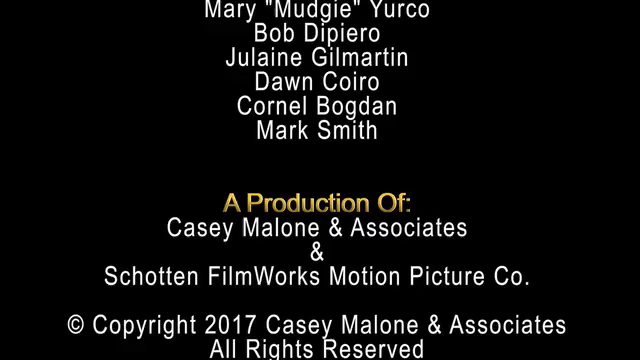 Mary "Mudgie" Yurco
Bob Dipiero
Julaine Gilmartin
Dawn Coiro
Cornel Bogdan
Mark Smith
A Production Of:
Casey Malone & Associates
&
Schotten FilmWorks Motion Picture Co.
© Copyright 2017 Casey Malone & Associates
All Rights Reserved